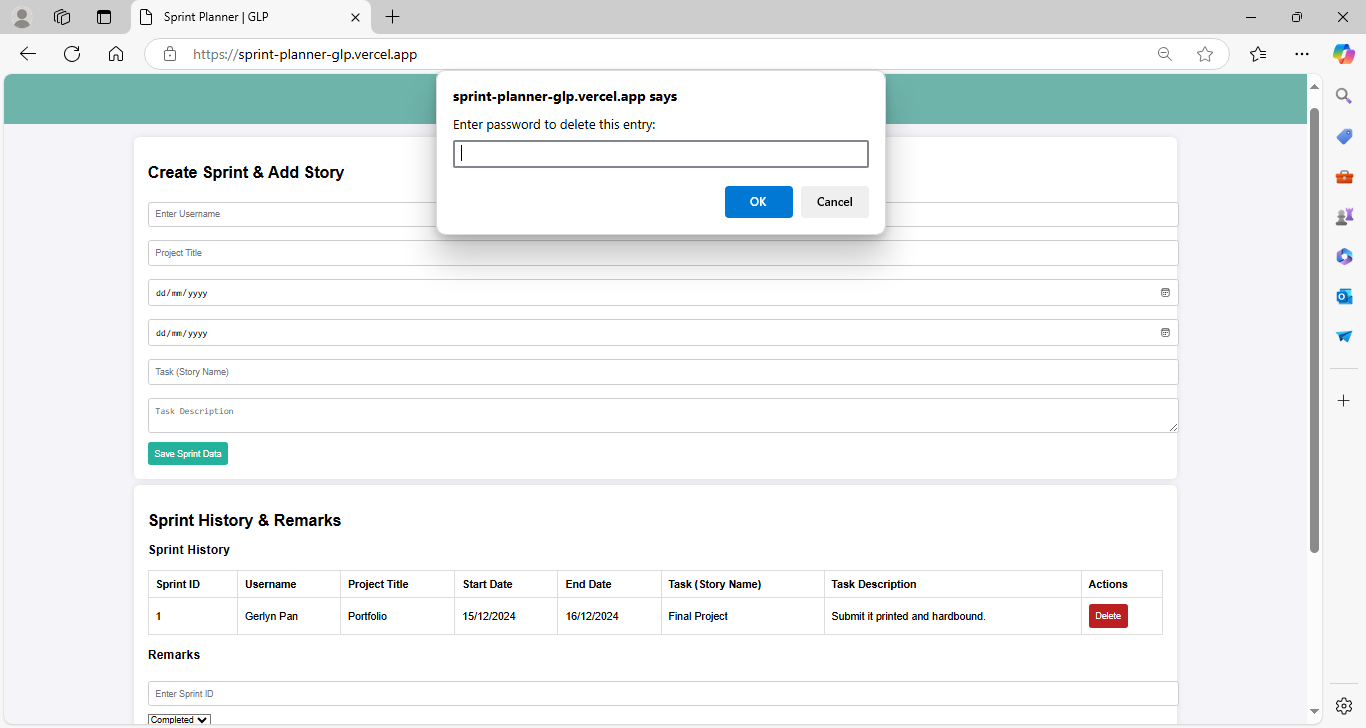 Sprint Planner | GLP
https://sprint-planner-glp.vercel.app
sprint-planner-glp.vercel.app says
Enter password to delete this entry:
OK
Cancel
Create Sprint & Add Story
Enter Username
Project Title
dd/mm/yyyy
dd/mm/yyyy
Task (Story Name)
Task Description
Save Sprint Data
Sprint History & Remarks
Sprint History
Sprint ID Username Project Title Start Date End Date Task (Story Name) Task Description Actions
1 Gerlyn Pan Portfolio 15/12/2024 16/12/2024 Final Project Submit it printed and hardbound. Delete
Remarks
Enter Sprint ID
Completed